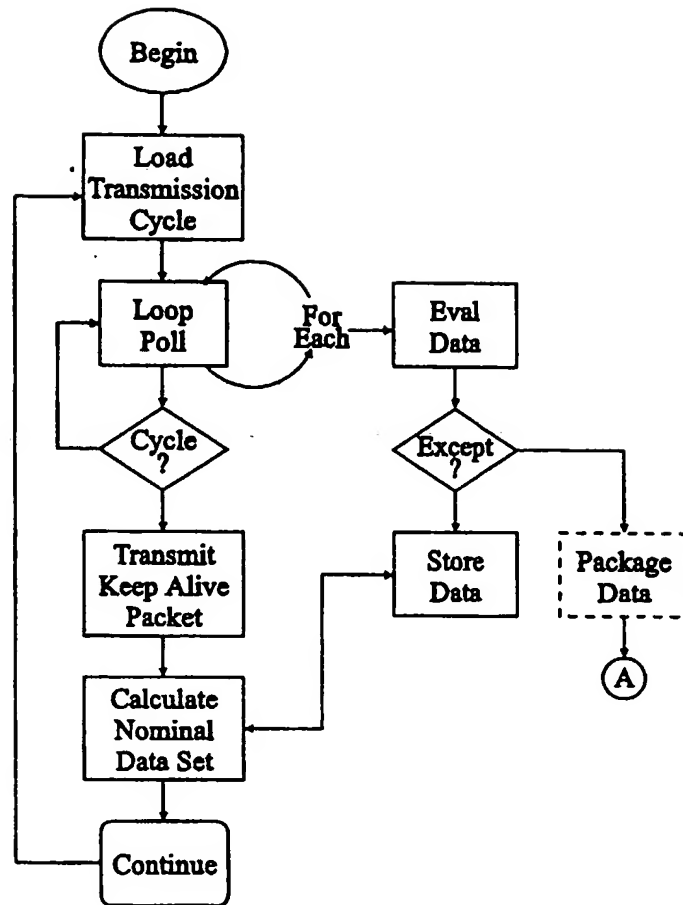 Begin
Load
Transmission
Cycle
Loop
Poll
For
Each
Eval
Data
Cycle
?
Except
?
Transmit
Keep Alive
Packet
Store
Data
Package
Data
A
Calculate
Nominal
Data Set
Continue